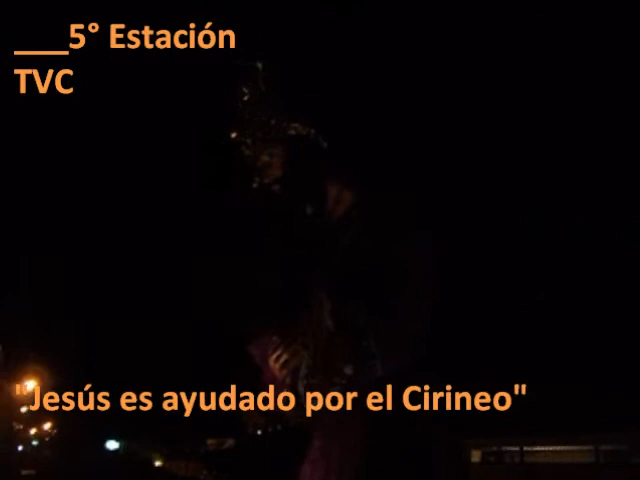 ___5° Estación
TVC
"Jesús es ayudado por el Cirineo"